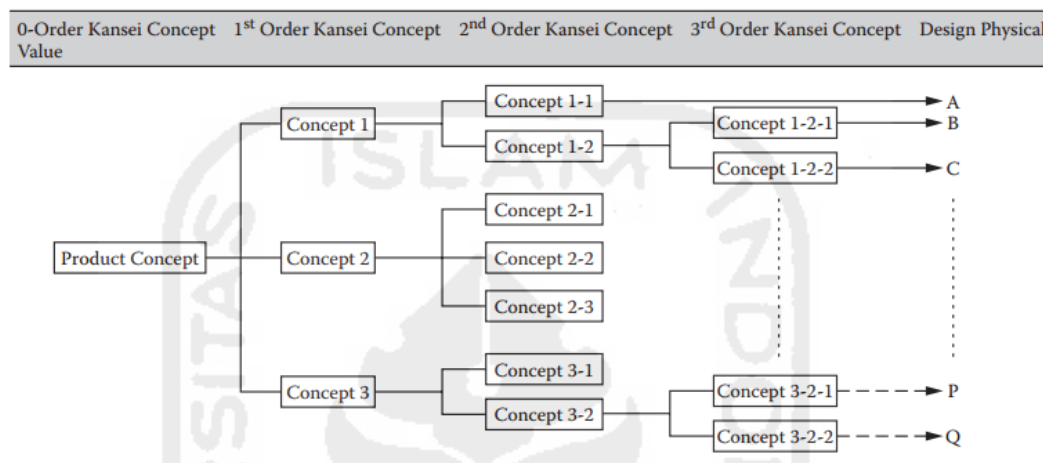 0-Order Kansei Concept 1st Order Kansei Concept 2nd Order Kansei Concept 3rd Order Kansei Concept Design Physical
Value
Concept 1-1 A
Concept 1 Concept 1-2-1 B
Concept 1-2
Concept 1-2-2 C
Concept 2-1
Product Concept Concept 2 Concept 2-2
Concept 2-3
Concept 3-1
Concept 3 Concept 3-2-1 P
Concept 3-2
Concept 3-2-2 Q
ISLAM
SITAS
INDO